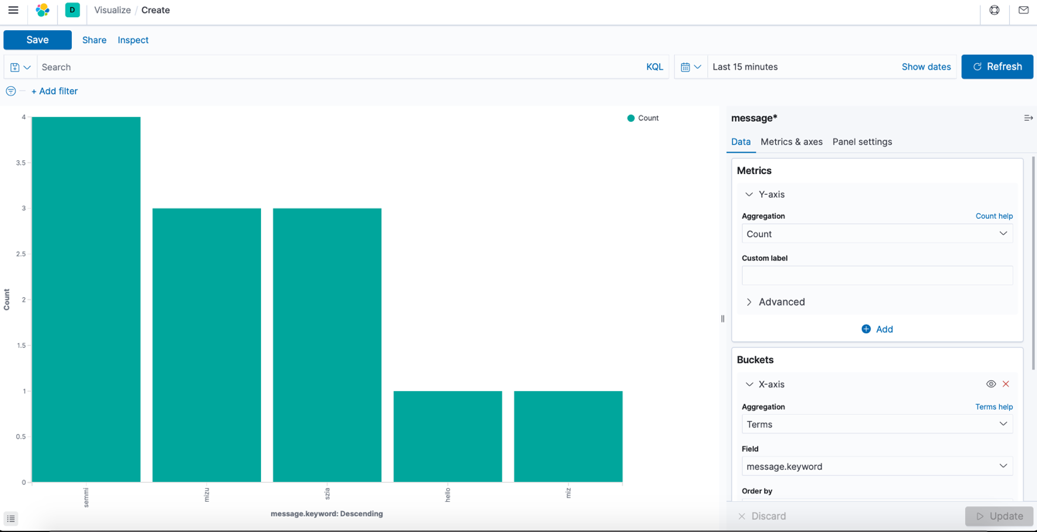 D Visualize / Create
Save Share Inspect
Search KQL Last 15 minutes Show dates Refresh
+ Add filter
message*
Count
Data Metrics & axes Panel settings
Metrics
Y-axis
Aggregation Count help
Count
Custom label
Advanced
Add
Buckets
X-axis
Aggregation Terms help
Terms
Field
message.keyword
Order by
Discard Update
4
3.5
3
2.5
2
1.5
1
0.5
0
Count
semmi
mizu
szia
hello
miz
message.keyword: Descending